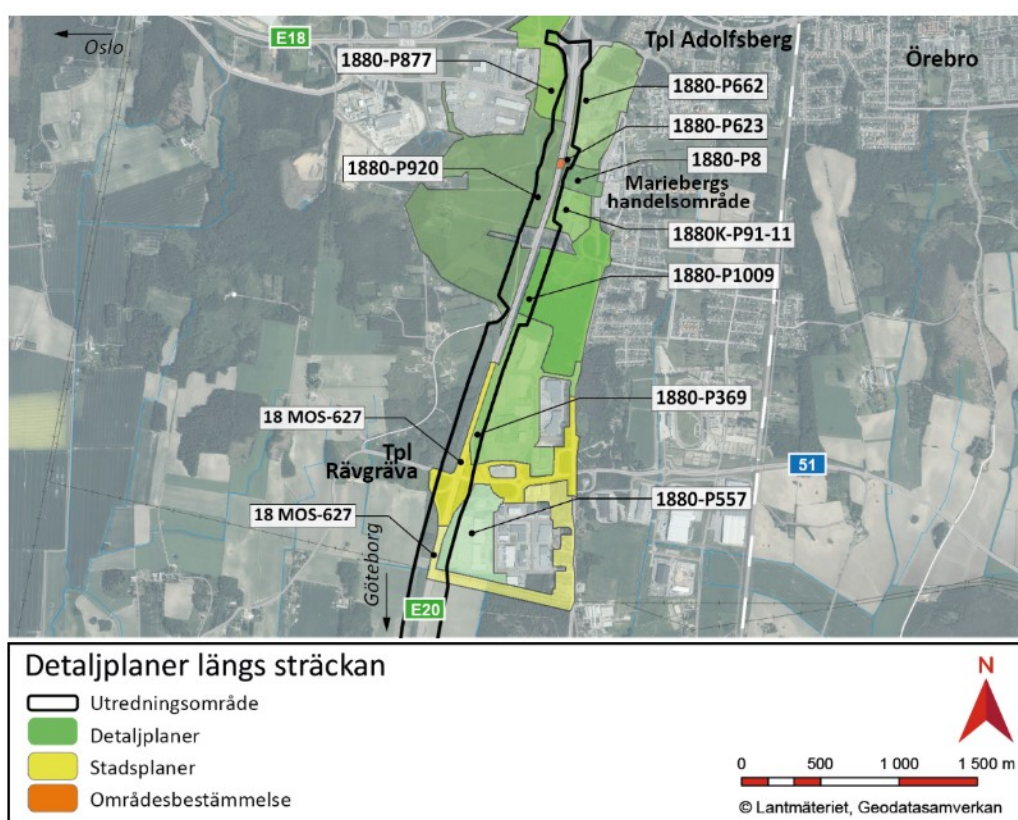 E18
Oslo
Tpl Adolfsberg
Örebro
1880-P877
1880-P662
1880-P623
1880-P920
1880-P8
Mariebergs
handelsområde
1880K-P91-11
1880-P1009
1880-P369
18 MOS-627
Tpl
Rävgräva
51
1880-P557
18 MOS-627
Göteborg
E20
Detaljplaner längs sträckan
Utredningsområde
Detaljplaner
Stadsplaner
Områdesbestämmelse
N
0 500 1 000 1 500 m
© Lantmäteriet, Geodatasamverkan